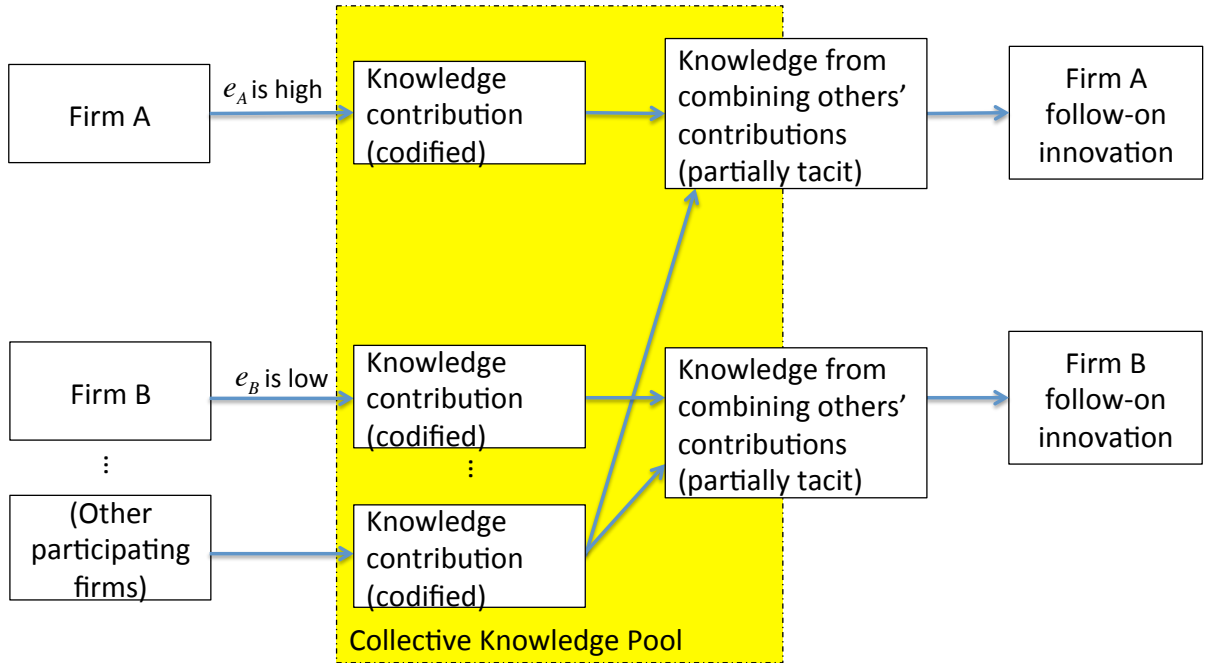 Firm A
e_A is high
Knowledge
contribution
(codified)
Knowledge from
combining others’
contributions
(partially tacit)
Firm A
follow-on
innovation
Firm B
e_B is low
Knowledge
contribution
(codified)
Knowledge from
combining others’
contributions
(partially tacit)
Firm B
follow-on
innovation
...
...
(Other
participating
firms)
Knowledge
contribution
(codified)
Collective Knowledge Pool